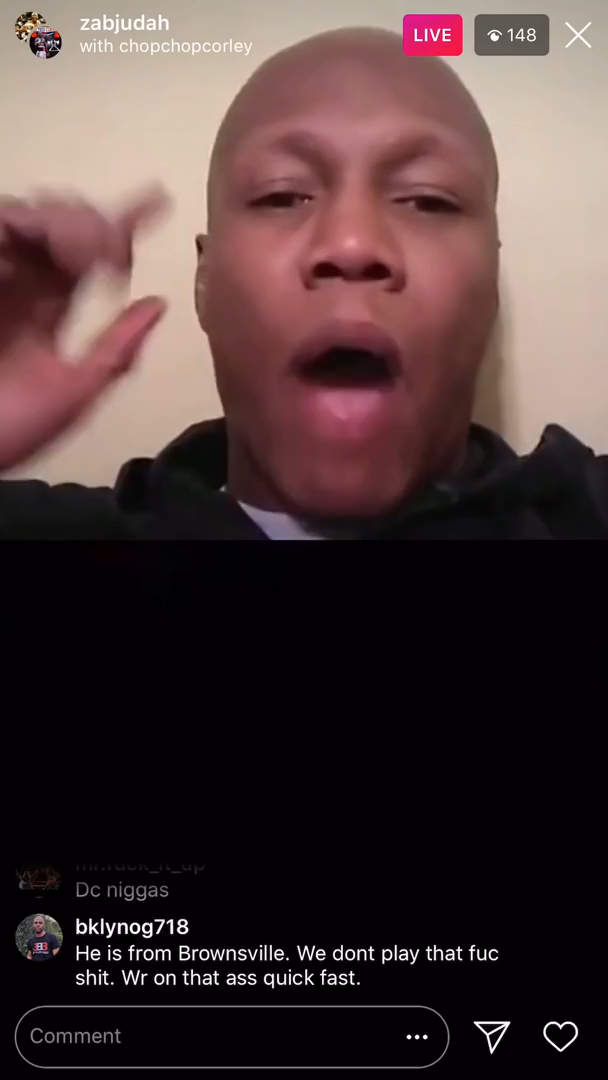 zabjudah
with chopchopcorley
LIVE
148
Dc niggas
bklynog718
He is from Brownsville. We dont play that fuc
shit. Wr on that ass quick fast.
Comment